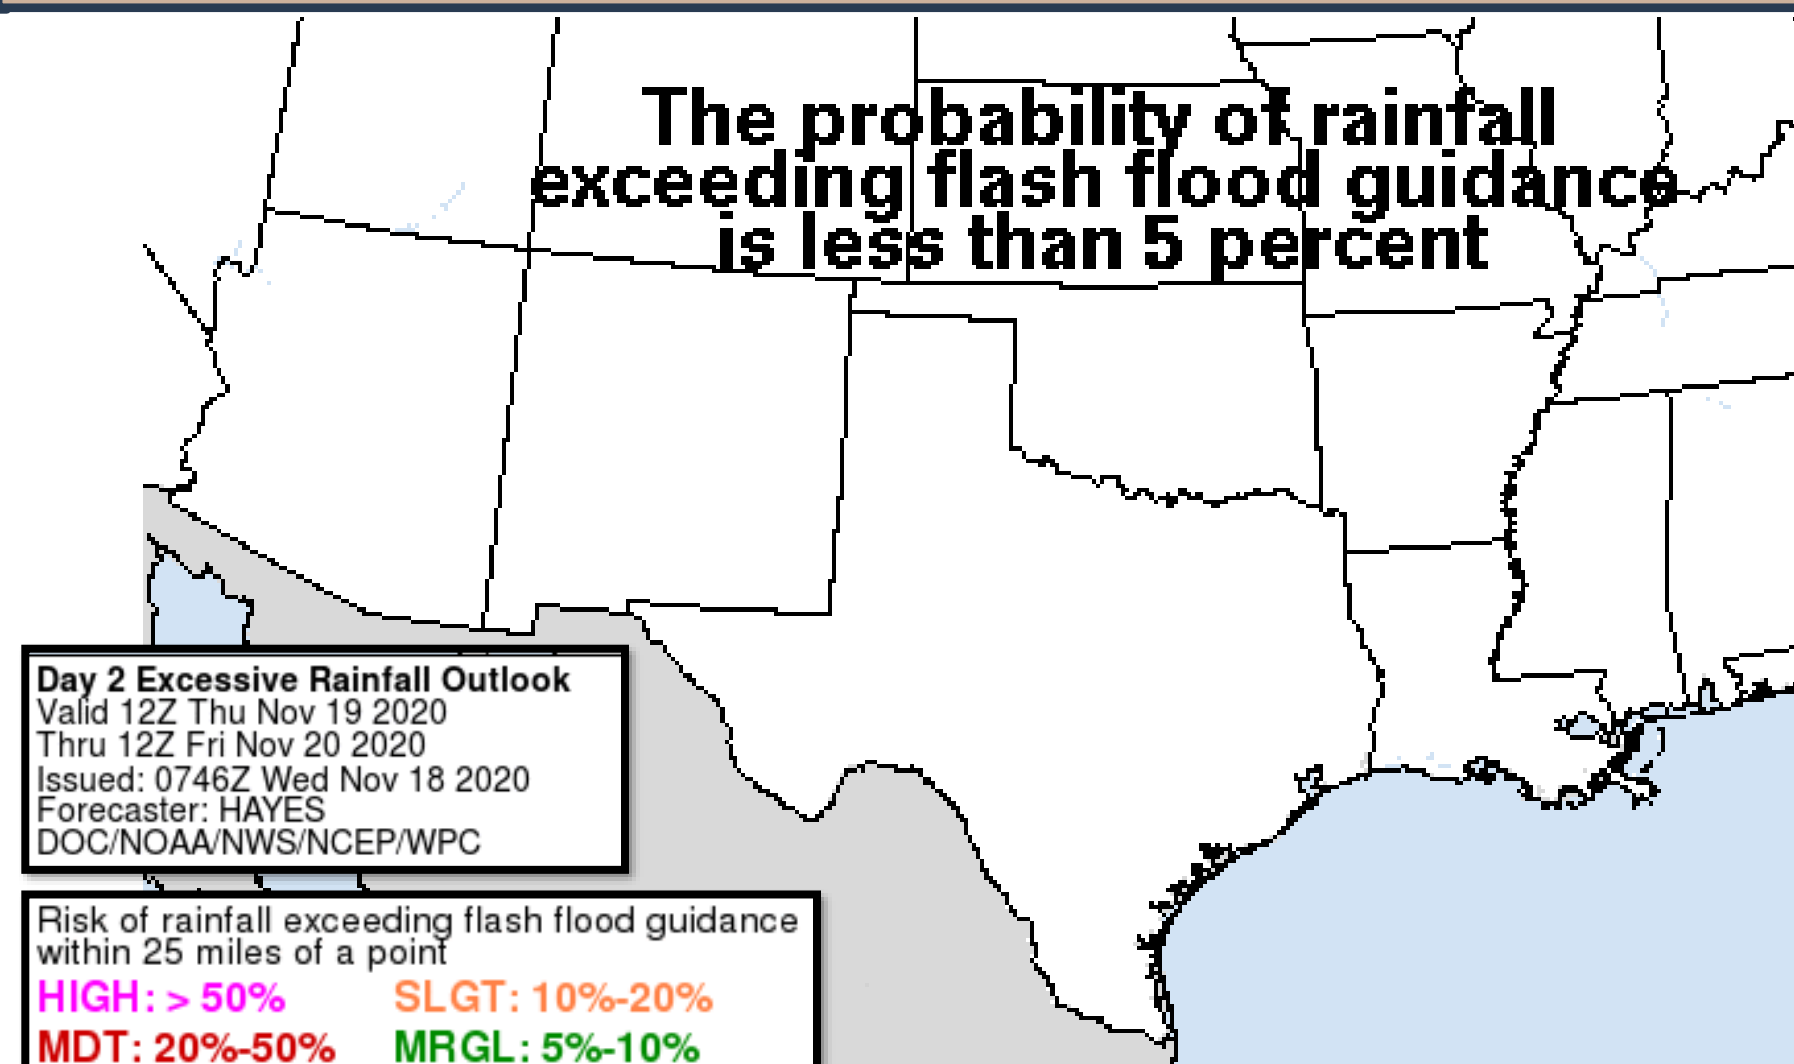 The probability of rainfall
exceeding flash flood guidance
is less than 5 percent
Day 2 Excessive Rainfall Outlook
Valid 12Z Thu Nov 19 2020
Thru 12Z Fri Nov 20 2020
Issued: 0746Z Wed Nov 18 2020
Forecaster: HAYES
DOC/NOAA/NWS/NCEP/WPC
Risk of rainfall exceeding flash flood guidance
within 25 miles of a point
HIGH: > 50% SLGT: 10%-20%
MDT: 20%-50% MRGL: 5%-10%